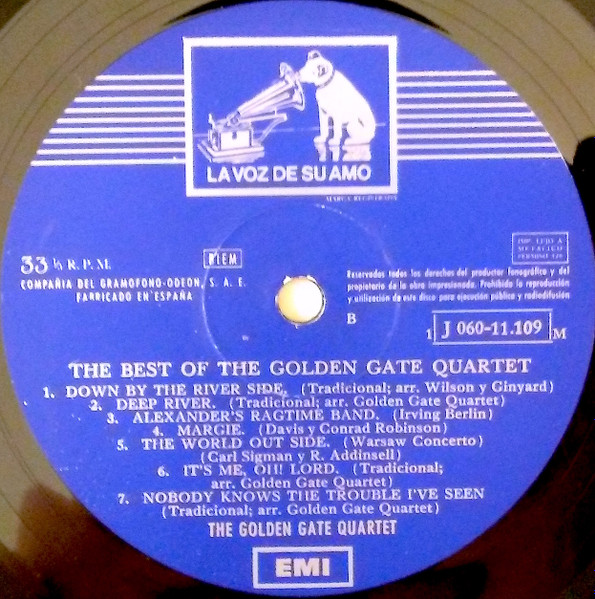 LA VOZ DE SU AMO
MARCA REGISTRADA
33 ⅓ R. P. M.
BIEM
COMPAÑIA DEL GRAMOFONO-ODEON, S. A. E.
FABRICADO EN ESPAÑA
Reservados todos los derechos del productor fonográfico y del
propietario de la obra impresionada. Prohibida la reproducción
y utilización de este disco para ejecución pública y radiodifusión
B
1 J 060-11.109 M
THE BEST OF THE GOLDEN GATE QUARTET
1. DOWN BY THE RIVER SIDE. (Tradicional; arr. Wilson y Ginyard)
2. DEEP RIVER. (Tradicional; arr. Golden Gate Quartet)
3. ALEXANDER'S RAGTIME BAND. (Irving Berlin)
4. MARGIE. (Davis y Conrad Robinson)
5. THE WORLD OUT SIDE. (Warsaw Concerto)
(Carl Sigman y R. Addinsell)
6. IT'S ME, OH! LORD. (Tradicional;
arr. Golden Gate Quartet)
7. NOBODY KNOWS THE TROUBLE I'VE SEEN
(Tradicional; arr. Golden Gate Quartet)
THE GOLDEN GATE QUARTET
EMI